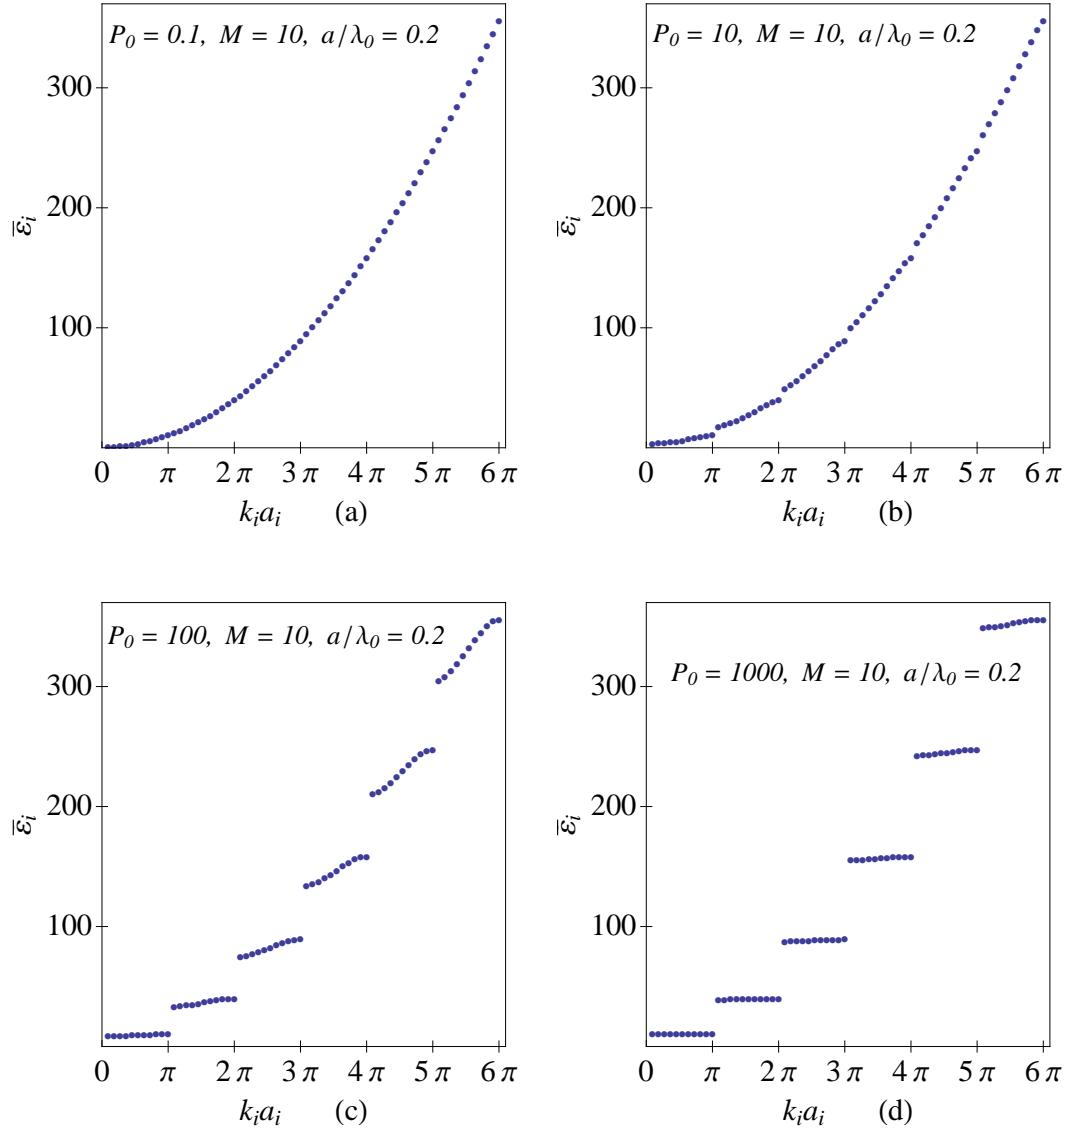 P₀ = 0.1, M = 10, a/λ₀ = 0.2
300
200
100
ε̄ᵢ
0 π 2π 3π 4π 5π 6π
kᵢaᵢ (a)
P₀ = 10, M = 10, a/λ₀ = 0.2
300
200
100
ε̄ᵢ
0 π 2π 3π 4π 5π 6π
kᵢaᵢ (b)
P₀ = 100, M = 10, a/λ₀ = 0.2
300
200
100
ε̄ᵢ
0 π 2π 3π 4π 5π 6π
kᵢaᵢ (c)
P₀ = 1000, M = 10, a/λ₀ = 0.2
300
200
100
ε̄ᵢ
0 π 2π 3π 4π 5π 6π
kᵢaᵢ (d)